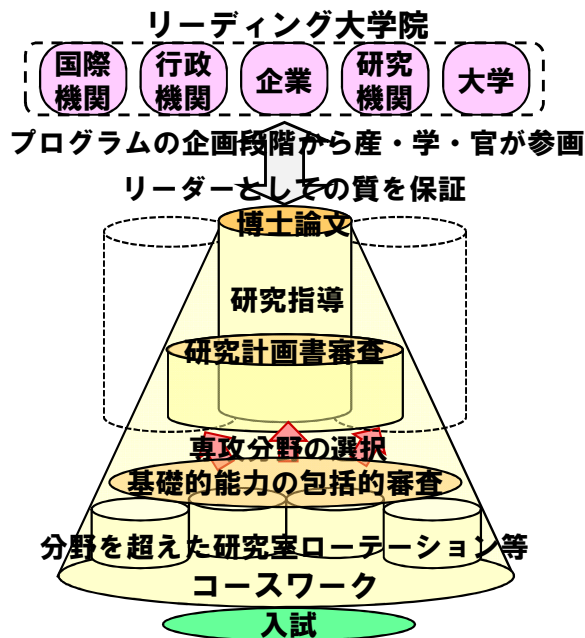 リーディング大学院
国際
機関
行政
機関
企業
研究
機関
大学
プログラムの企画段階から産・学・官が参画
リーダーとしての質を保証
博士論文
研究指導
研究計画書審査
専攻分野の選択
基礎的能力の包括的審査
分野を超えた研究室ローテーション等
コースワーク
入試